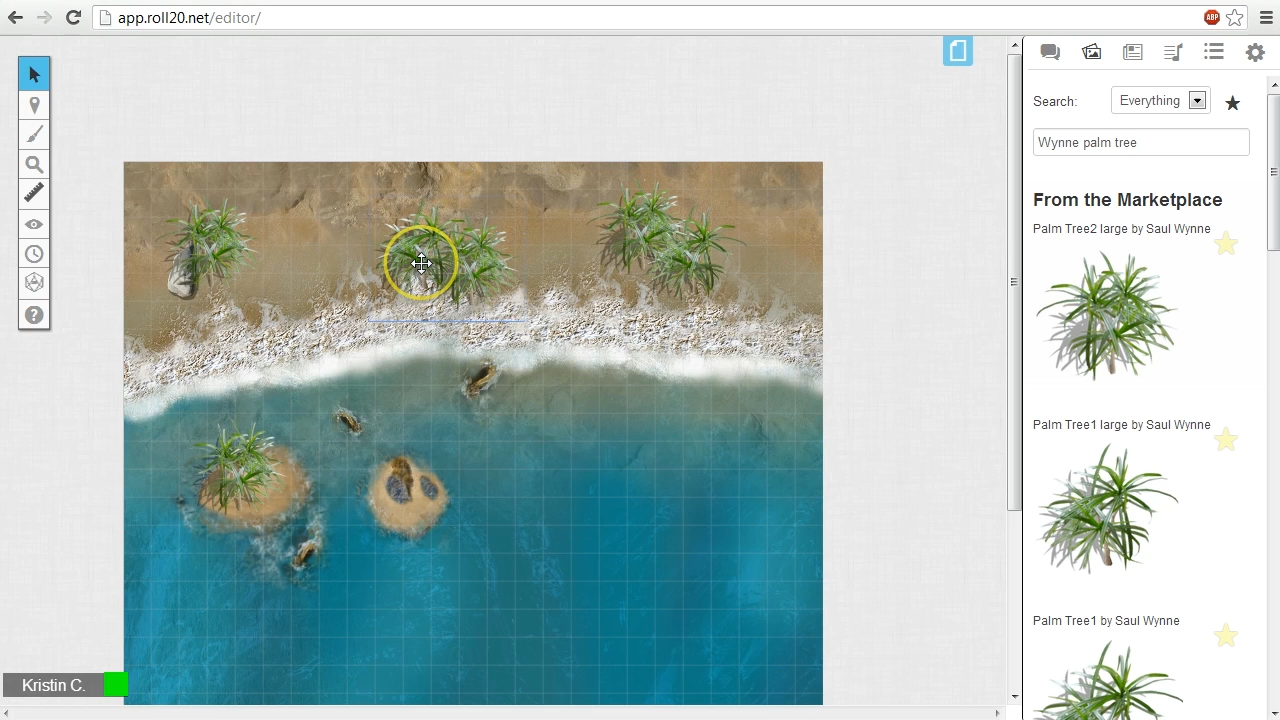 app.roll20.net/editor/
ABP
Search:
Everything
Wynne palm tree
From the Marketplace
Palm Tree2 large by Saul Wynne
Palm Tree1 large by Saul Wynne
Palm Tree1 by Saul Wynne
Kristin C.